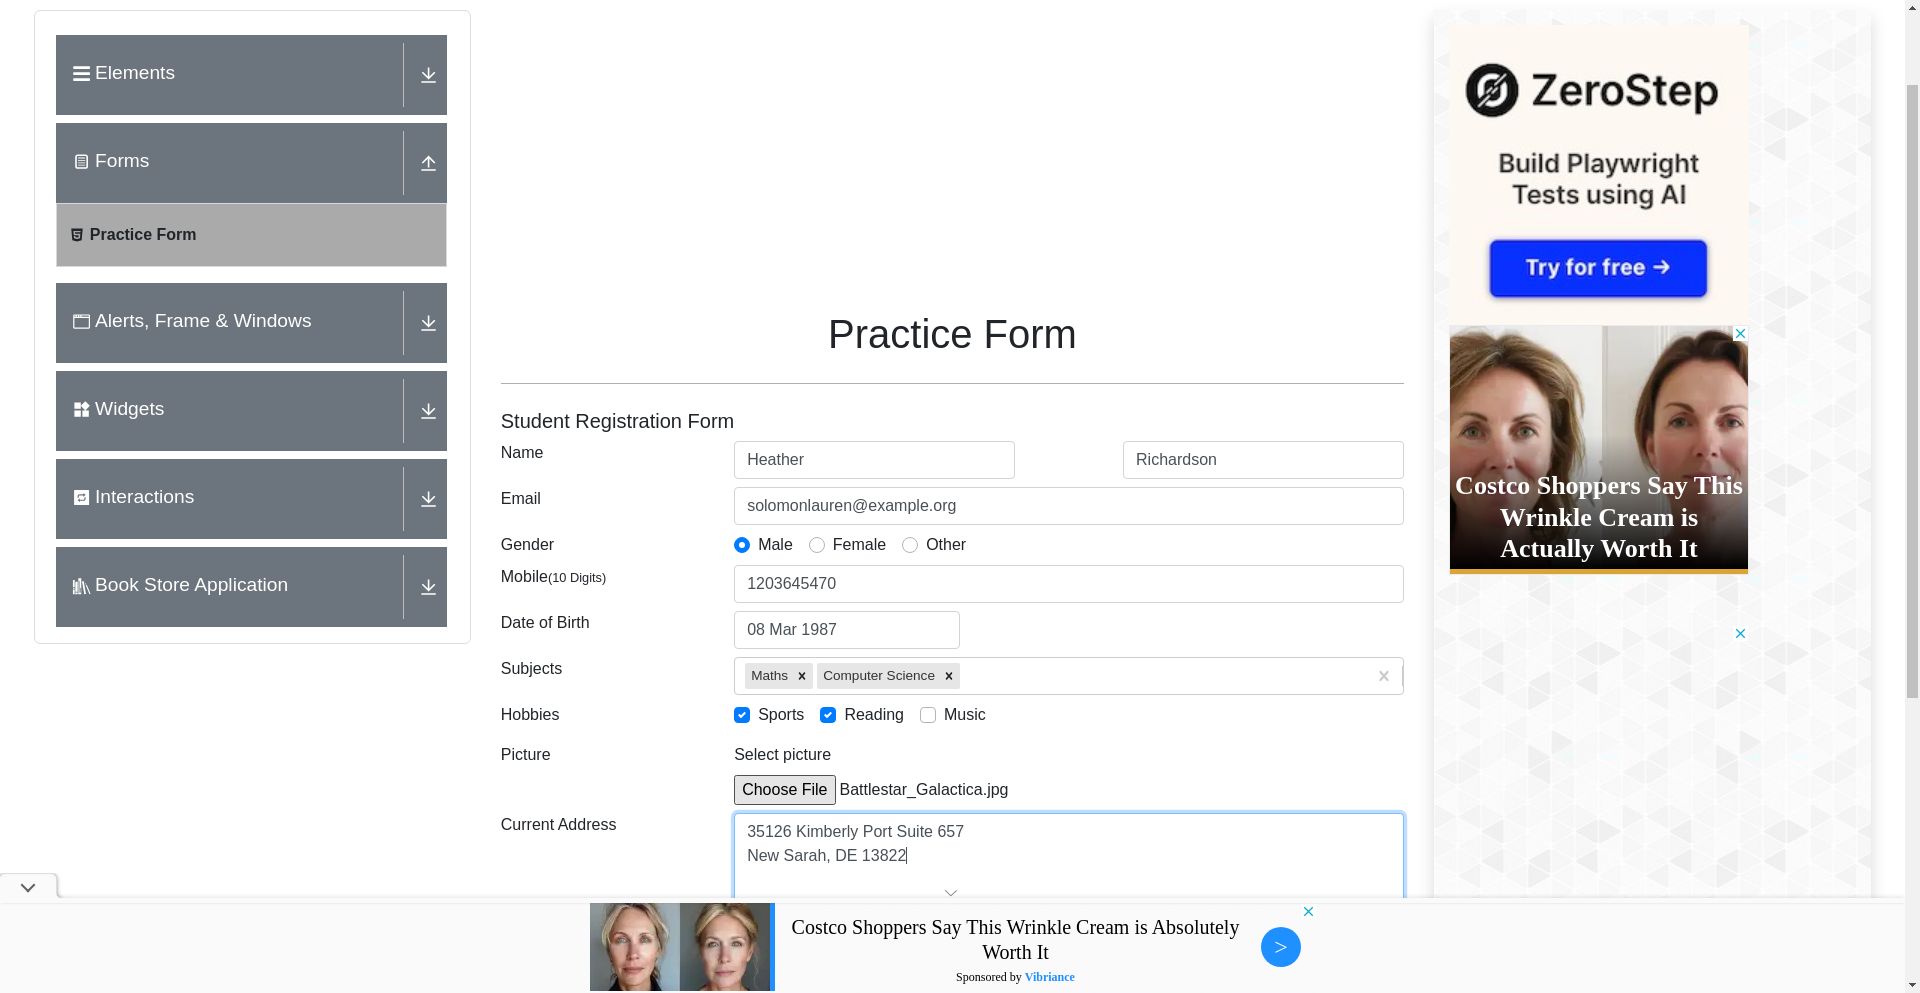 Elements
Forms
Practice Form
Alerts, Frame & Windows
Widgets
Interactions
Book Store Application
Practice Form
Student Registration Form
Name
Heather
Richardson
Email
solomonlauren@example.org
Gender
Male
Female
Other
Mobile(10 Digits)
1203645470
Date of Birth
08 Mar 1987
Subjects
Maths
Computer Science
Hobbies
Sports
Reading
Music
Picture
Select picture
Choose File Battlestar_Galactica.jpg
Current Address
35126 Kimberly Port Suite 657
New Sarah, DE 13822
ZeroStep
Build Playwright
Tests using AI
Try for free →
Costco Shoppers Say This
Wrinkle Cream is
Actually Worth It
Costco Shoppers Say This Wrinkle Cream is Absolutely
Worth It
Sponsored by Vibriance